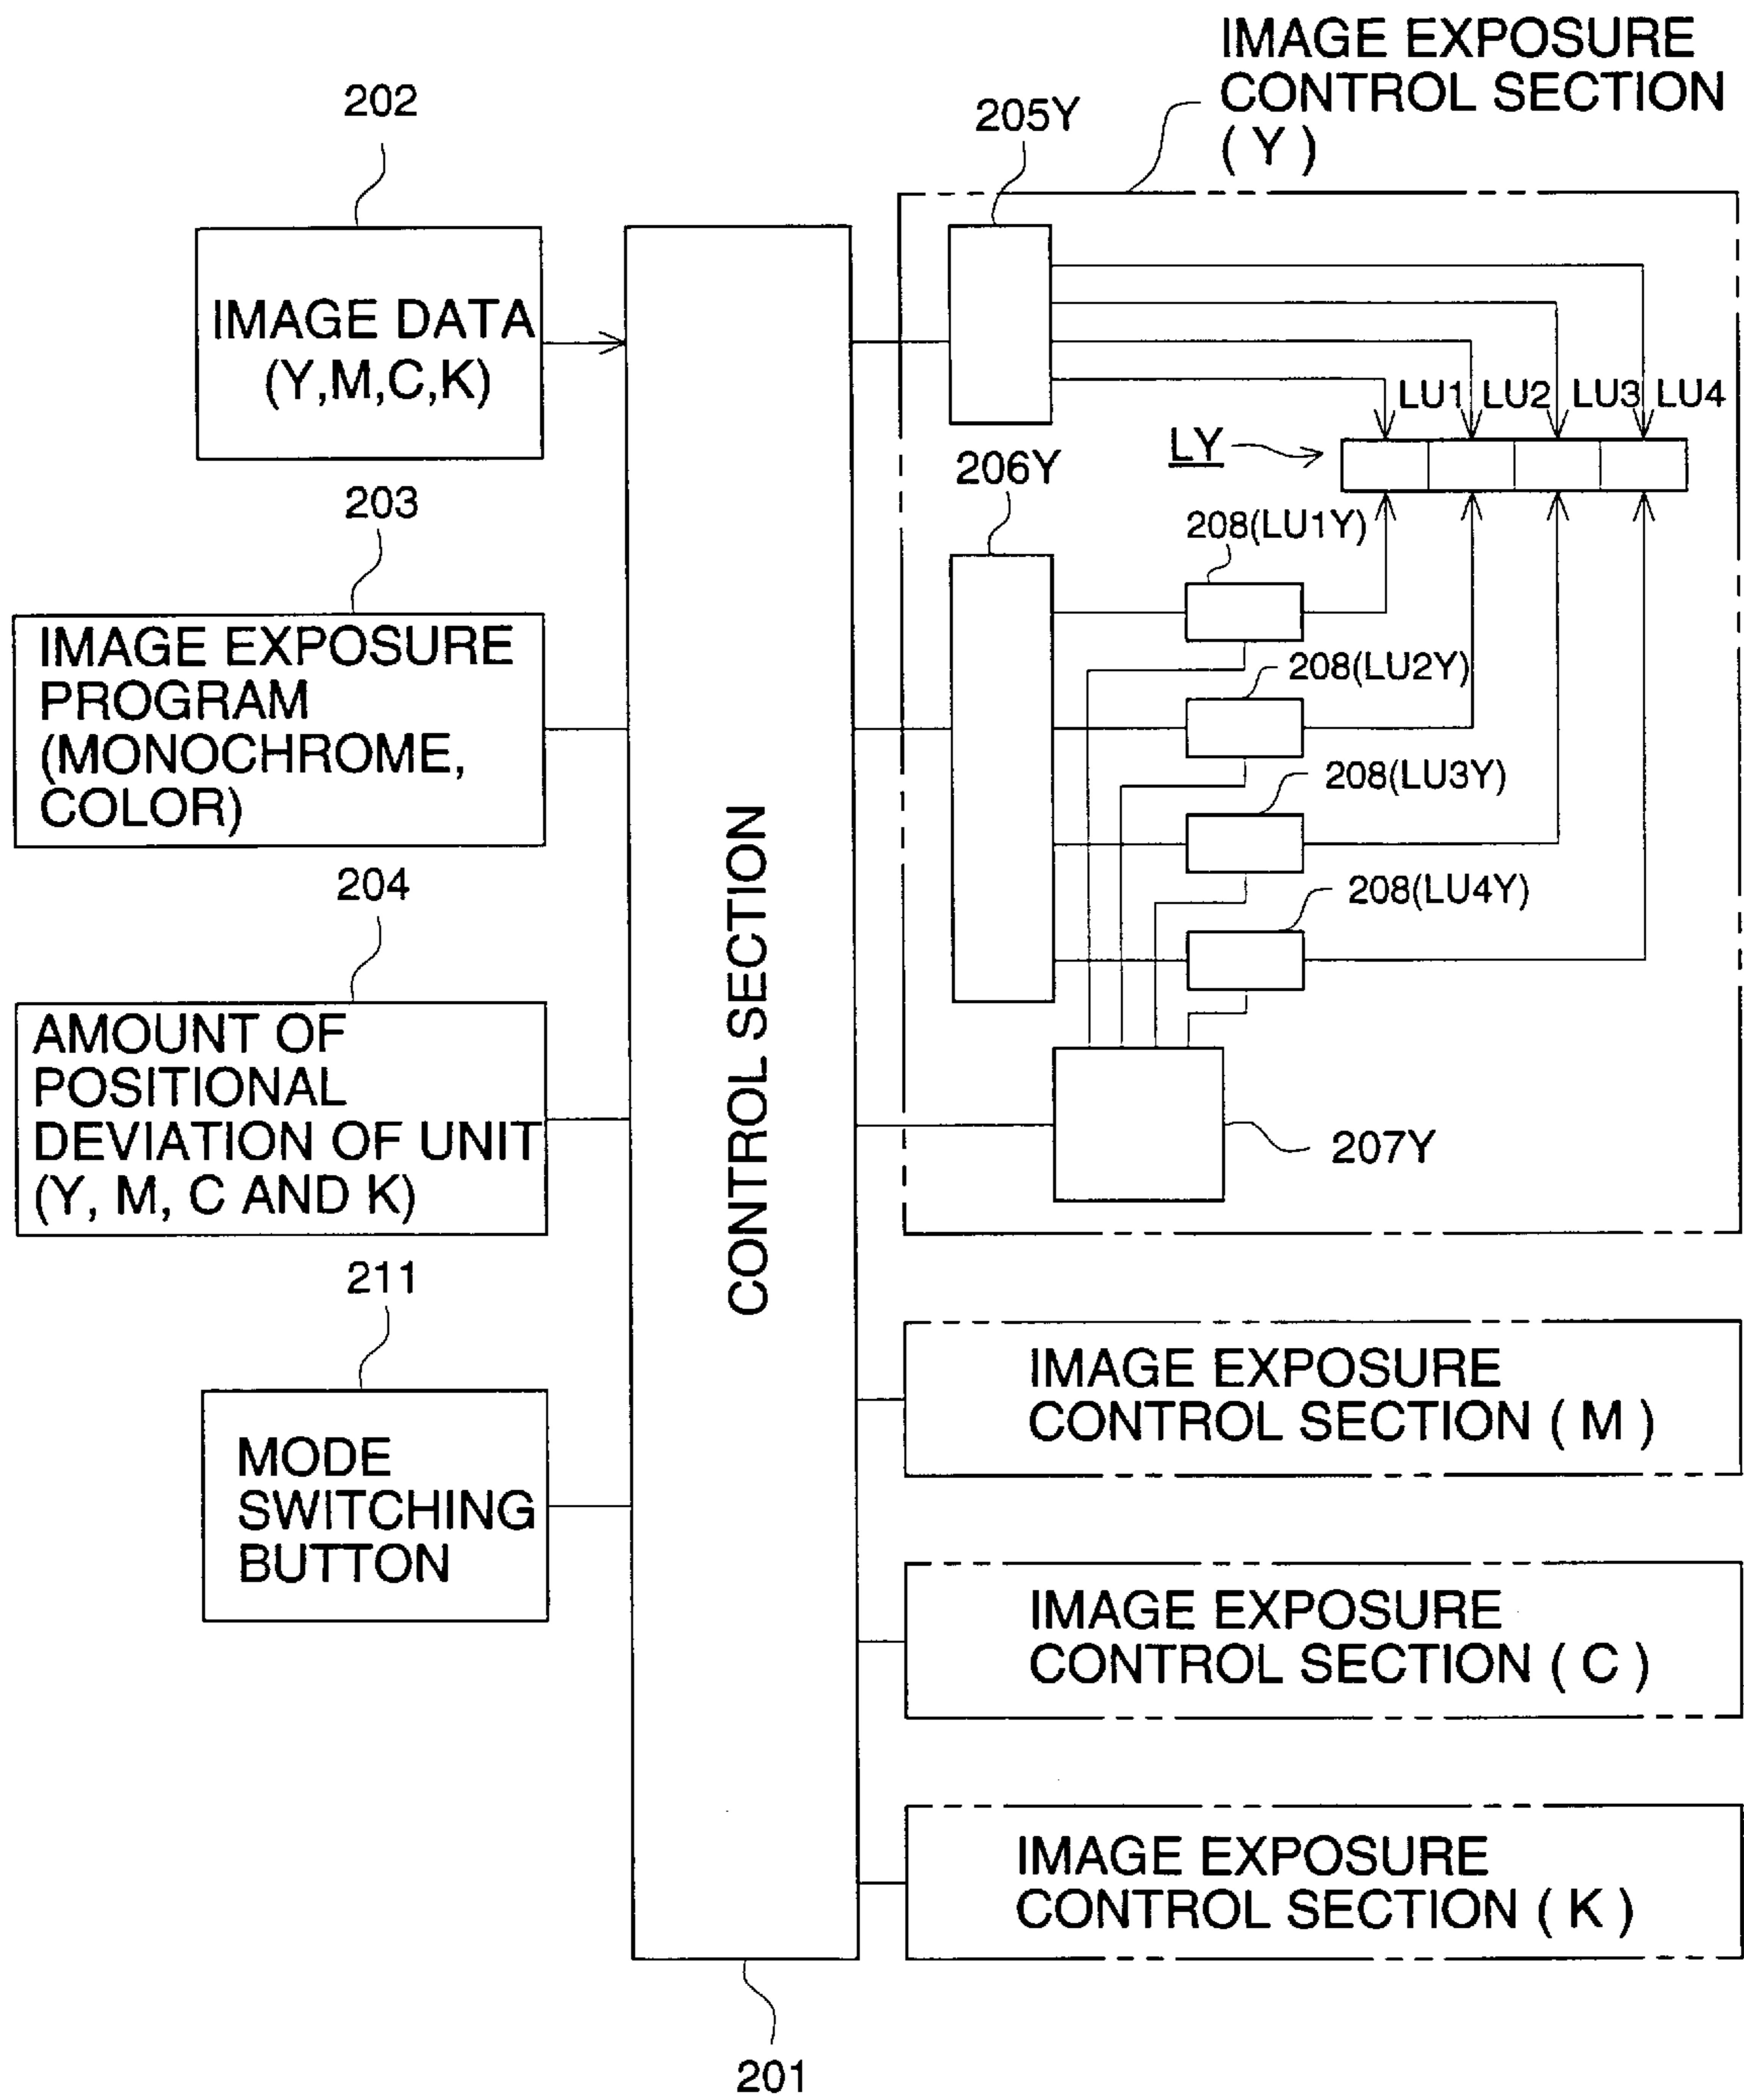 IMAGE EXPOSURE
CONTROL SECTION
( Y )
202
205Y
IMAGE DATA
(Y,M,C,K)
LU1 LU2 LU3 LU4
LY
203
206Y
208(LU1Y)
IMAGE EXPOSURE
PROGRAM
(MONOCHROME,
COLOR)
208(LU2Y)
208(LU3Y)
204
208(LU4Y)
CONTROL SECTION
AMOUNT OF
POSITIONAL
DEVIATION OF UNIT
(Y, M, C AND K)
207Y
211
MODE
SWITCHING
BUTTON
IMAGE EXPOSURE
CONTROL SECTION ( M )
IMAGE EXPOSURE
CONTROL SECTION ( C )
IMAGE EXPOSURE
CONTROL SECTION ( K )
201